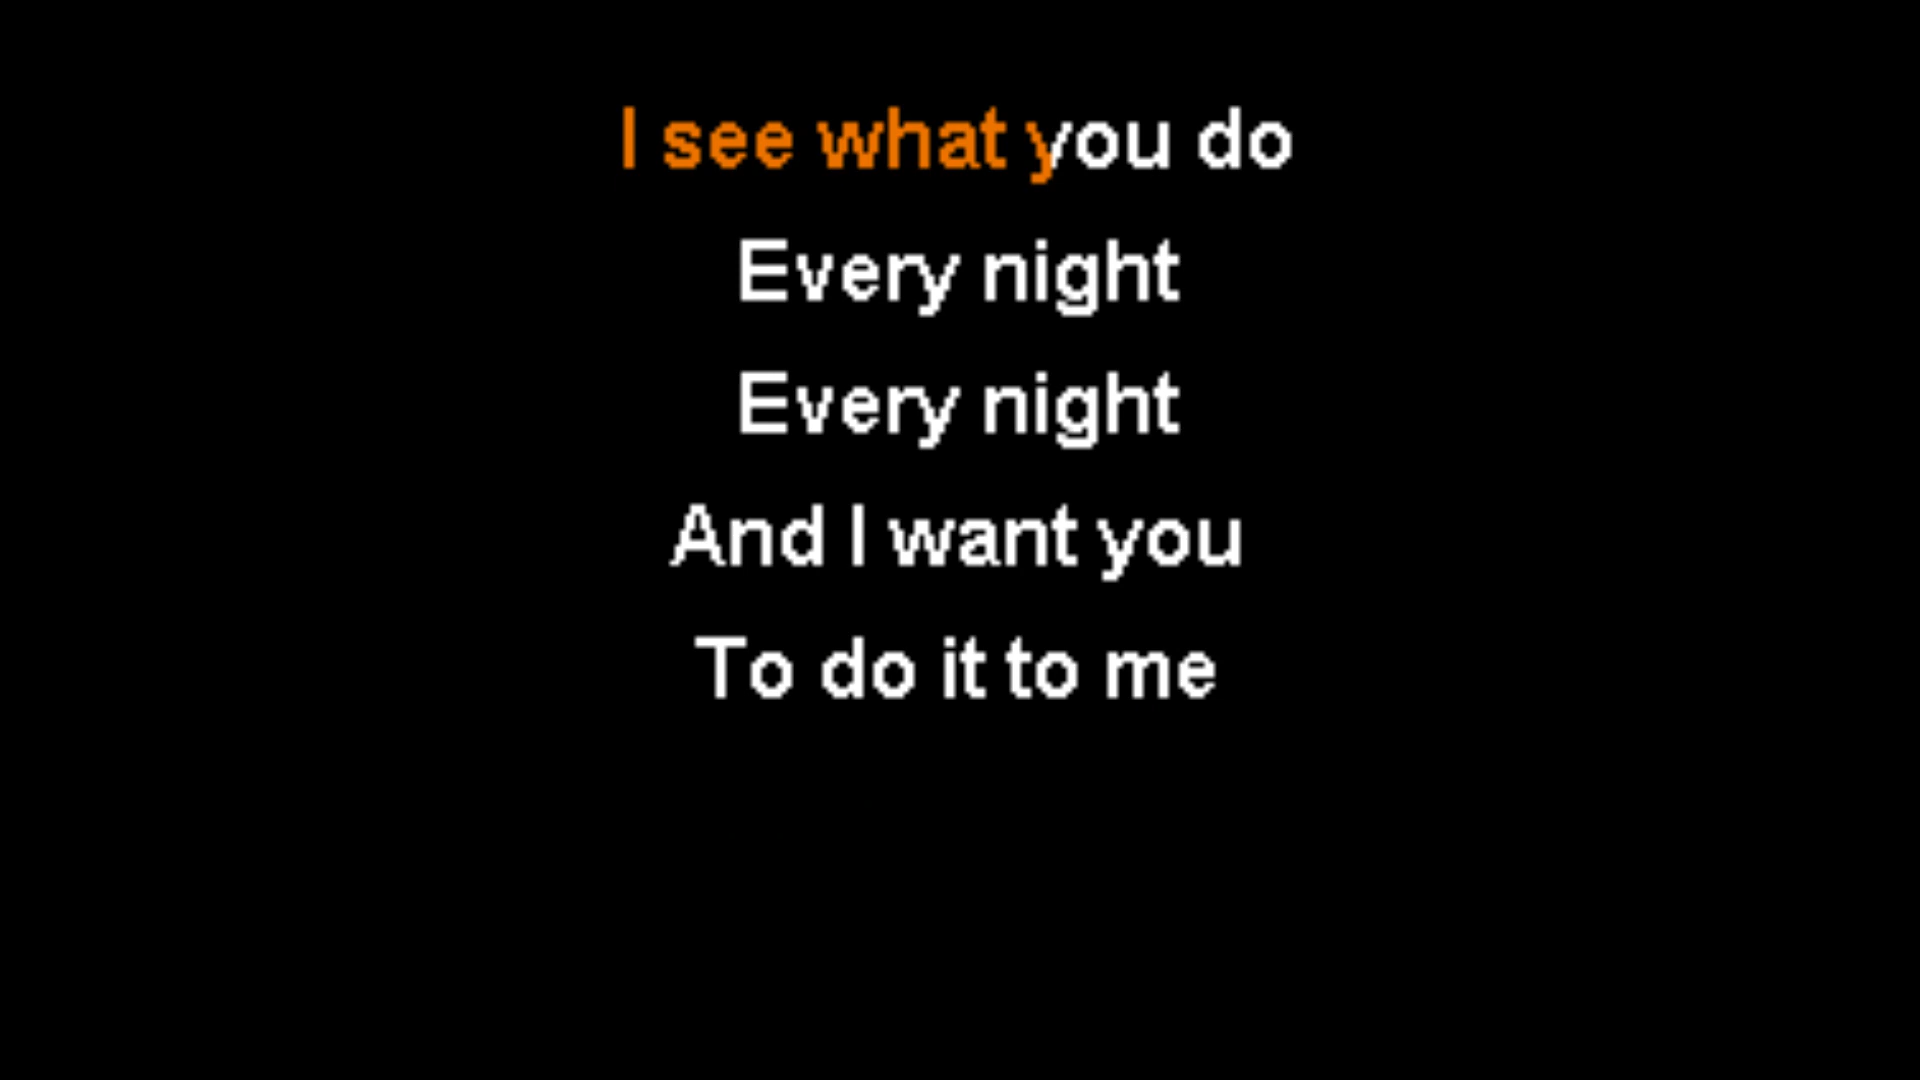 I see what you do
Every night
Every night
And I want you
To do it to me